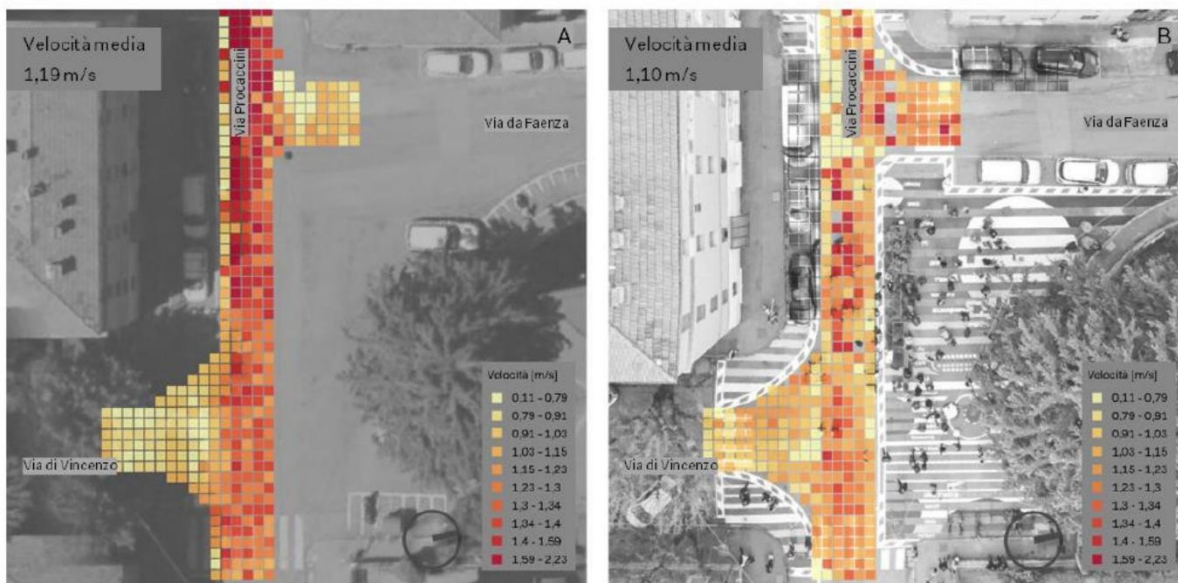 Velocità media
1,19 m/s
A
Via Procaccini
Via da Faenza
Via di Vincenzo
Velocità [m/s]
0,11 - 0,79
0,79 - 0,91
0,91 - 1,03
1,03 - 1,15
1,15 - 1,23
1,23 - 1,3
1,3 - 1,34
1,34 - 1,4
1,4 - 1,59
1,59 - 2,23
Velocità media
1,10 m/s
B
Via Procaccini
Via da Faenza
Via di Vincenzo
Velocità [m/s]
0,11 - 0,79
0,79 - 0,91
0,91 - 1,03
1,03 - 1,15
1,15 - 1,23
1,23 - 1,3
1,3 - 1,34
1,34 - 1,4
1,4 - 1,59
1,59 - 2,23